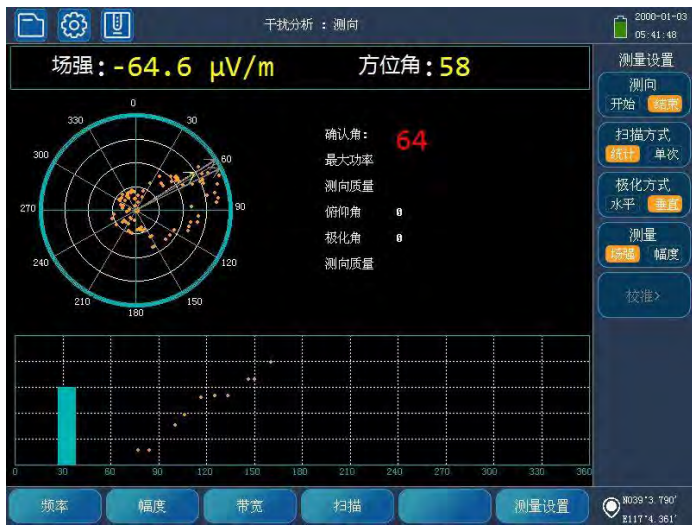 干扰分析 : 测向
2000-01-03
05:41:48
场强:-64.6 μV/m
方位角:58
测量设置
测向
开始 结束
扫描方式
统计 单次
极化方式
水平 垂直
测量
场强 幅度
校准>
0
30
60
90
120
150
180
210
240
270
300
330
确认角: 64
最大功率
测向质量
俯仰角 0
极化角 0
测向质量
0 30 60 90 120 150 180 210 240 270 300 330 360
频率 幅度 带宽 扫描 测量设置
N039°3.790'
E117°4.361'